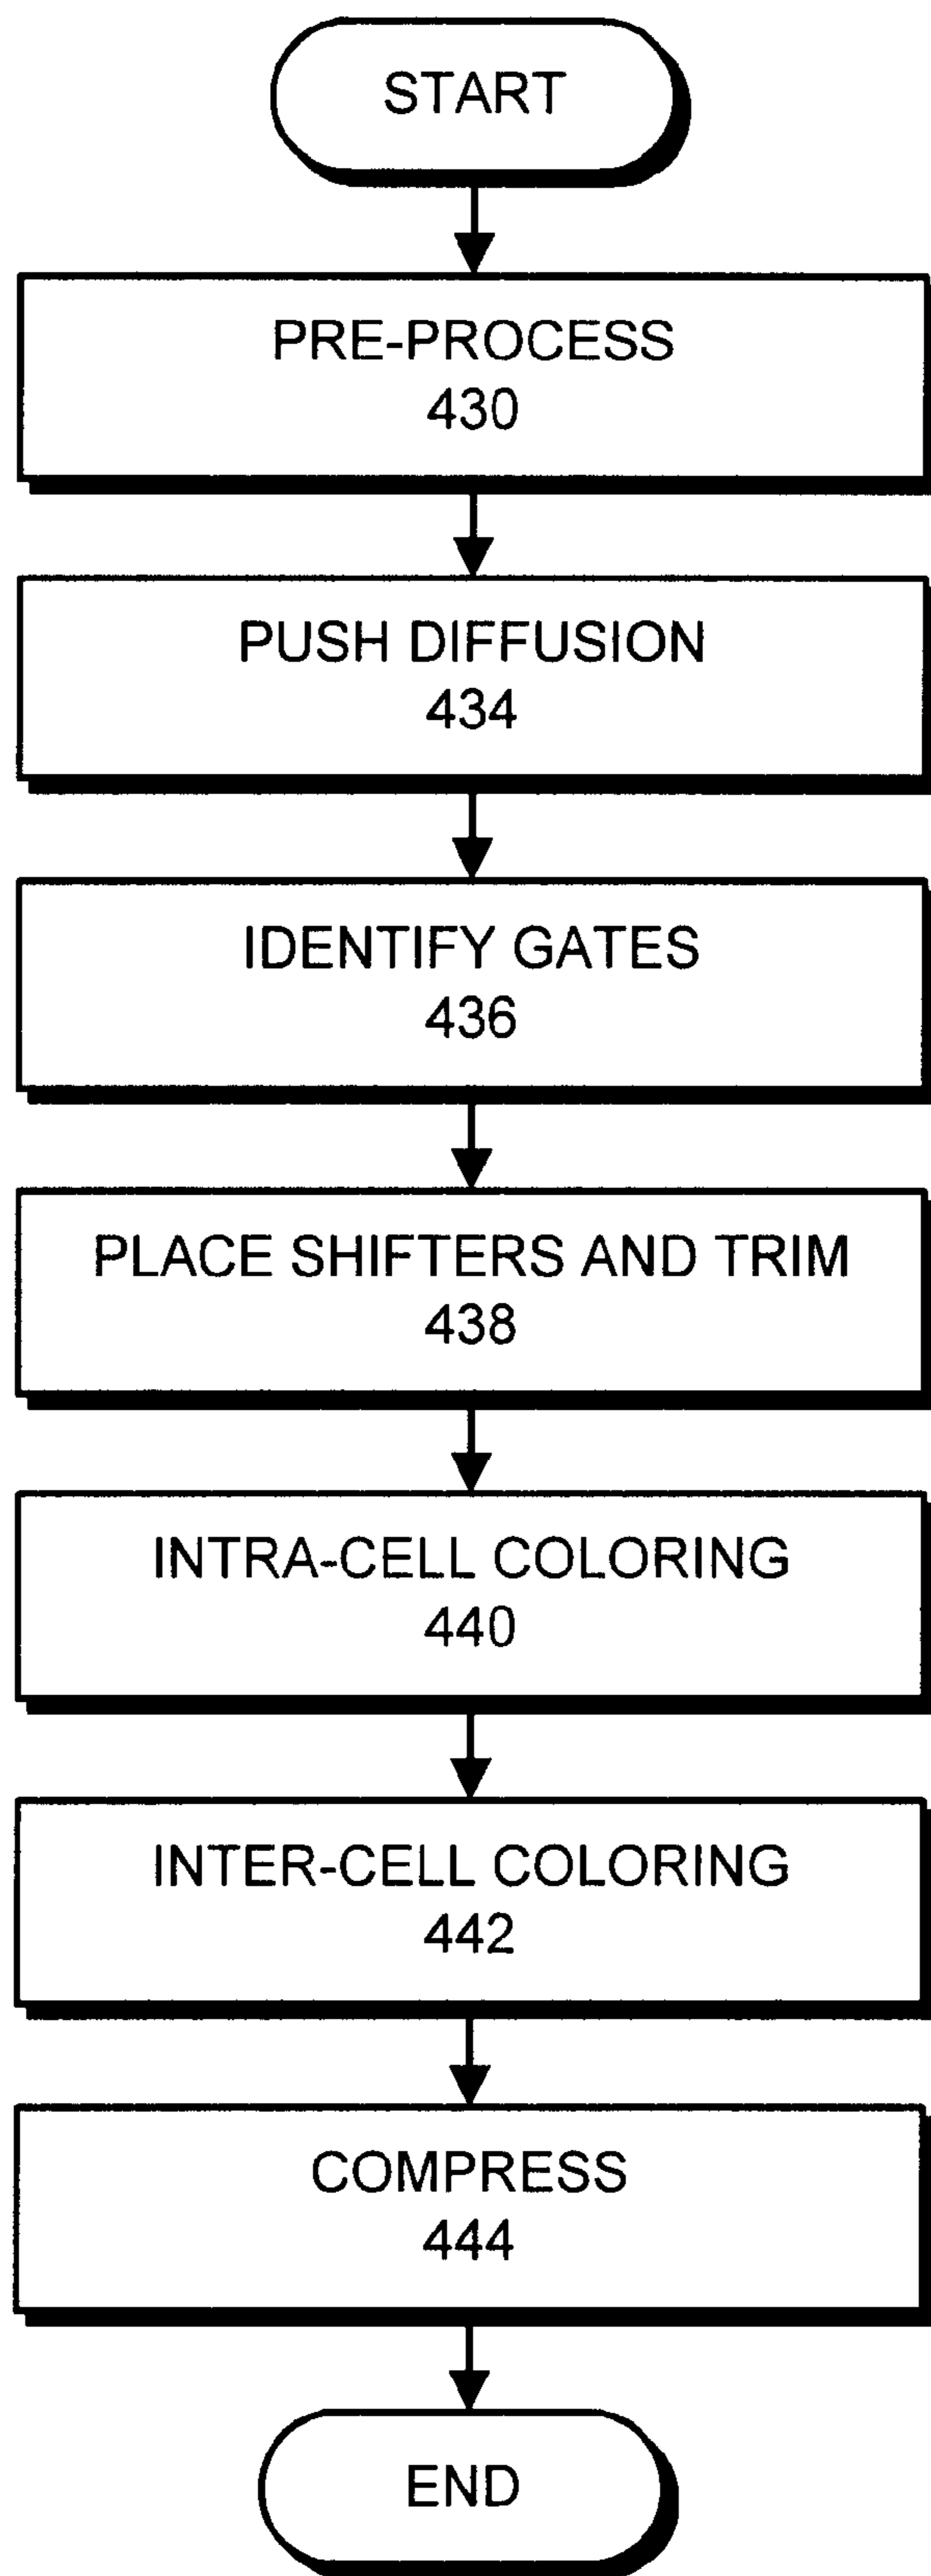 START
PRE-PROCESS
430
PUSH DIFFUSION
434
IDENTIFY GATES
436
PLACE SHIFTERS AND TRIM
438
INTRA-CELL COLORING
440
INTER-CELL COLORING
442
COMPRESS
444
END